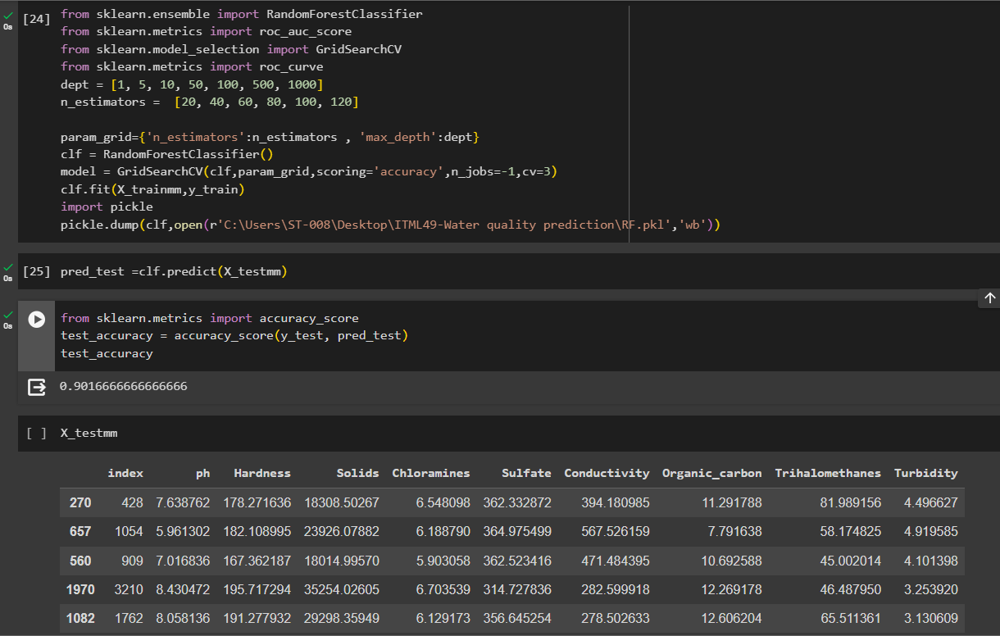 [24] from sklearn.ensemble import RandomForestClassifier
0s
from sklearn.metrics import roc_auc_score
from sklearn.model_selection import GridSearchCV
from sklearn.metrics import roc_curve
dept = [1, 5, 10, 50, 100, 500, 1000]
n_estimators =  [20, 40, 60, 80, 100, 120]
param_grid={'n_estimators':n_estimators , 'max_depth':dept}
clf = RandomForestClassifier()
model = GridSearchCV(clf,param_grid,scoring='accuracy',n_jobs=-1,cv=3)
clf.fit(X_trainmm,y_train)
import pickle
pickle.dump(clf,open(r'C:\Users\ST-008\Desktop\ITML49-Water quality prediction\RF.pkl','wb'))
[25] pred_test =clf.predict(X_testmm)
0s
from sklearn.metrics import accuracy_score
0s
test_accuracy = accuracy_score(y_test, pred_test)
test_accuracy
0.9016666666666666
[ ] X_testmm
index ph Hardness Solids Chloramines Sulfate Conductivity Organic_carbon Trihalomethanes Turbidity
270 428 7.638762 178.271636 18308.50267 6.548098 362.332872 394.180985 11.291788 81.989156 4.496627
657 1054 5.961302 182.108995 23926.07882 6.188790 364.975499 567.526159 7.791638 58.174825 4.919585
560 909 7.016836 167.362187 18014.99570 5.903058 362.523416 471.484395 10.692588 45.002014 4.101398
1970 3210 8.430472 195.717294 35254.02605 6.703539 314.727836 282.599918 12.269178 46.487950 3.253920
1082 1762 8.058136 191.277932 29298.35949 6.129173 356.645254 278.502633 12.606204 65.511361 3.130609